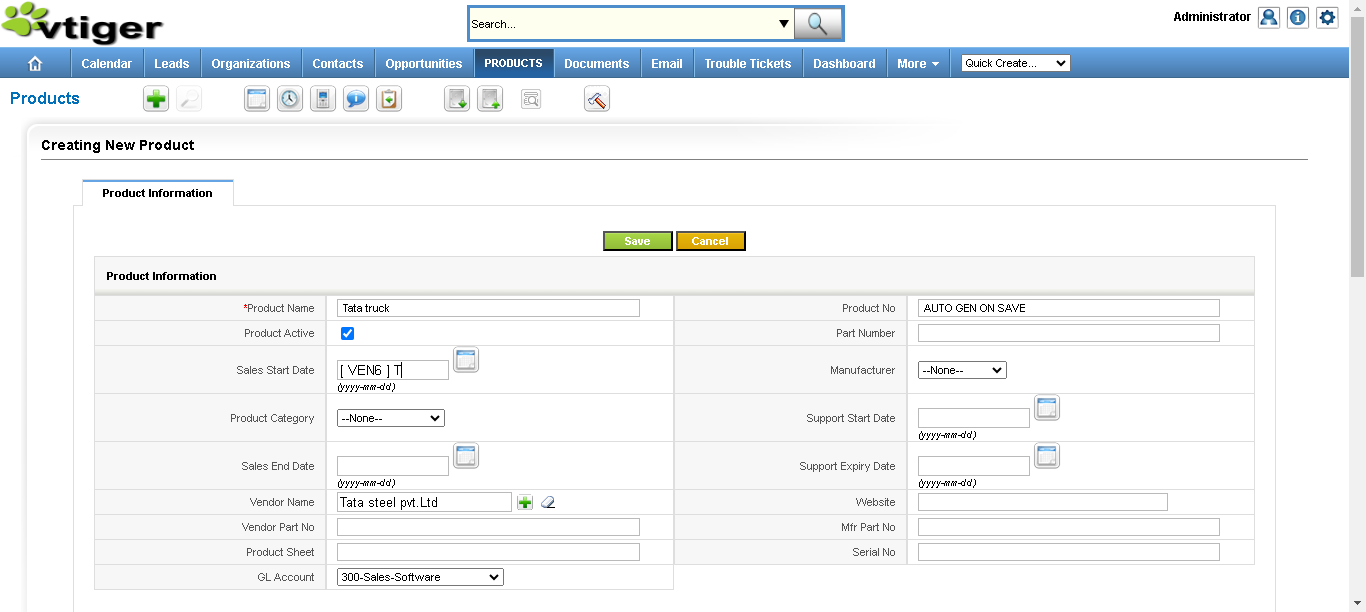 vtiger
Search...
Administrator
Calendar Leads Organizations Contacts Opportunities PRODUCTS Documents Email Trouble Tickets Dashboard More Quick Create...
Products
Creating New Product
Product Information
Save Cancel
Product Information
*Product Name Tata truck Product No AUTO GEN ON SAVE
Product Active Part Number
Sales Start Date [ VEN6 ] T (yyyy-mm-dd) Manufacturer --None--
Product Category --None-- Support Start Date (yyyy-mm-dd)
Sales End Date (yyyy-mm-dd) Support Expiry Date (yyyy-mm-dd)
Vendor Name Tata steel pvt.Ltd Website
Vendor Part No Mfr Part No
Product Sheet Serial No
GL Account 300-Sales-Software